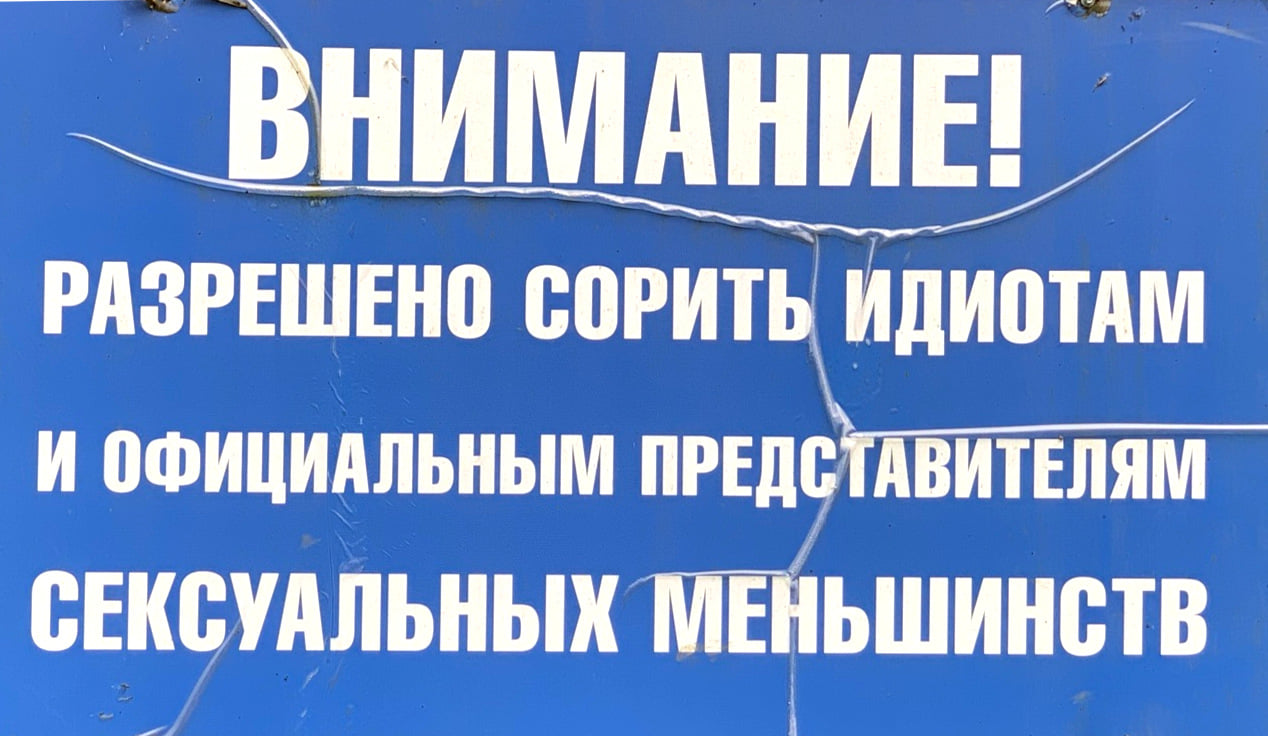 ВНИМАНИЕ!
РАЗРЕШЕНО СОРИТЬ ИДИОТАМ
И ОФИЦИАЛЬНЫМ ПРЕДСТАВИТЕЛЯМ
СЕКСУАЛЬНЫХ МЕНЬШИНСТВ